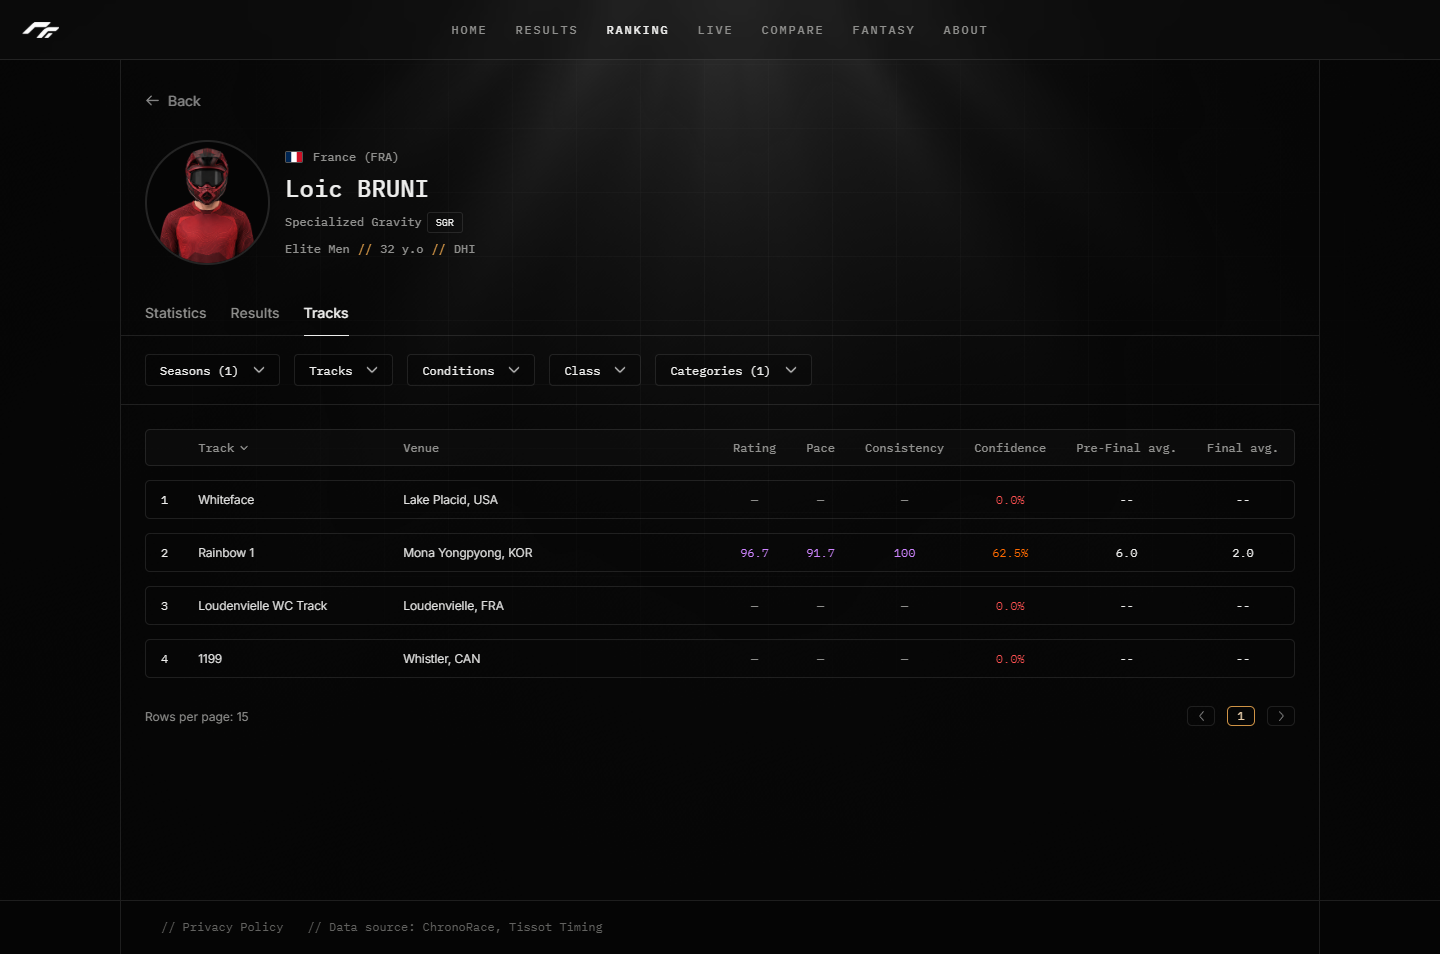 HOME RESULTS RANKING LIVE COMPARE FANTASY ABOUT
Back
France (FRA)
Loic BRUNI
Specialized Gravity SGR
Elite Men // 32 y.o // DHI
Statistics Results Tracks
Seasons (1) Tracks Conditions Class Categories (1)
Track Venue Rating Pace Consistency Confidence Pre-Final avg. Final avg.
1 Whiteface Lake Placid, USA — — — 0.0% -- --
2 Rainbow 1 Mona Yongpyong, KOR 96.7 91.7 100 62.5% 6.0 2.0
3 Loudenvielle WC Track Loudenvielle, FRA — — — 0.0% -- --
4 1199 Whistler, CAN — — — 0.0% -- --
Rows per page: 15 1
// Privacy Policy // Data source: ChronoRace, Tissot Timing